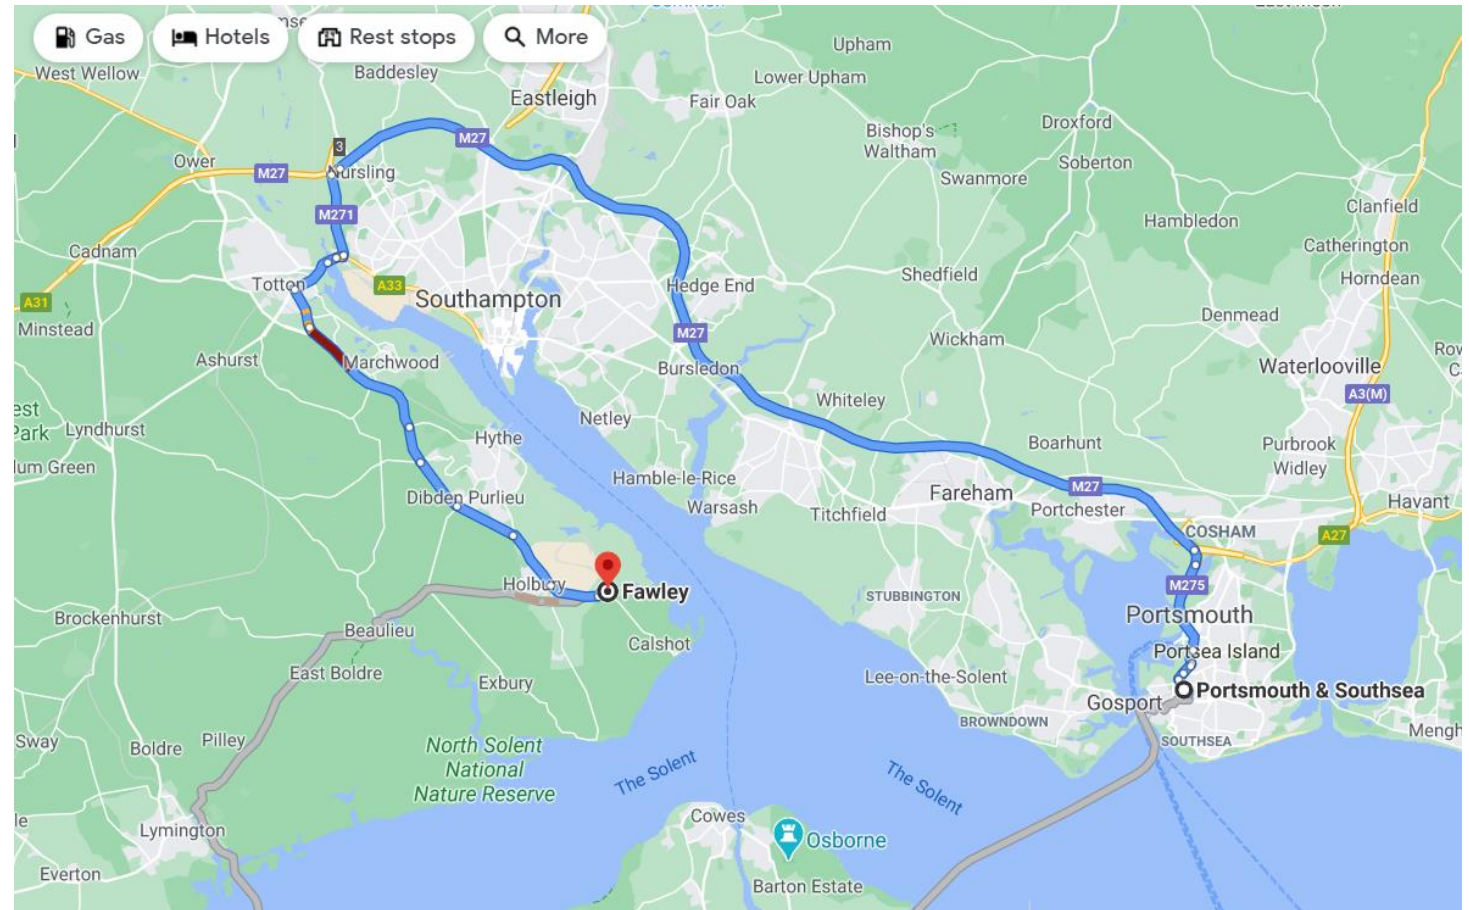 Gas
Hotels
Rest stops
More
Upham
West Wellow
Baddesley
Lower Upham
Eastleigh
Fair Oak
Droxford
Bishop's
Waltham
M27
3
Ower
Soberton
M27
Nursling
Swanmore
Clanfield
M271
Hambledon
Catherington
Cadnam
Shedfield
Horndean
Totton
A33
Hedge End
A31
Southampton
Denmead
Minstead
M27
Wickham
Ashurst
Marchwood
Bursledon
Waterlooville
A3(M)
Whiteley
Park
Lyndhurst
Netley
Hythe
Boarhunt
Purbrook
Widley
Hamble-le-Rice
M27
Fareham
Dibden Purlieu
Warsash
Titchfield
Portchester
Havant
COSHAM
A27
Holbury
Fawley
M275
STUBBINGTON
Portsmouth
Brockenhurst
Beaulieu
Calshot
Portsea Island
East Boldre
Exbury
Lee-on-the-Solent
Portsmouth & Southsea
Gosport
BROWNDOWN
Sway
Boldre
Pilley
North Solent
National
Nature Reserve
SOUTHSEA
The Solent
The Solent
Lymington
Cowes
Osborne
Everton
Barton Estate